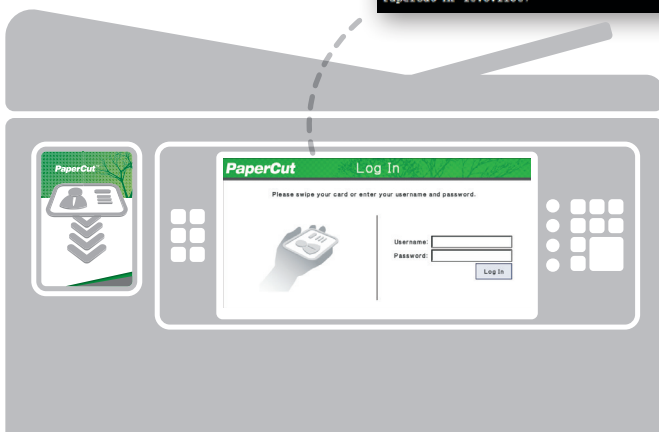 PaperCut
PaperCut
Log In
Please swipe your card or enter your username and password.
Username:
Password:
Log In